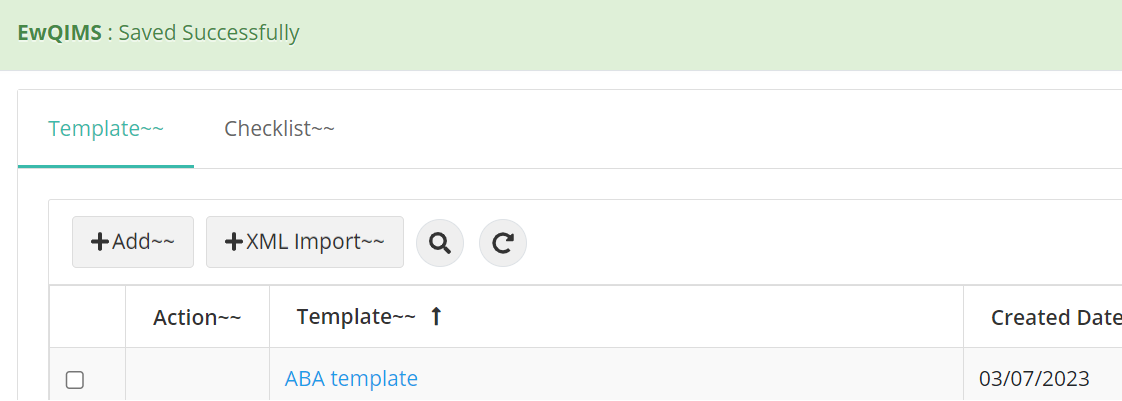 EwQIMS : Saved Successfully
Template~~ Checklist~~
Add~~ XML Import~~
Action~~ Template~~ Created Date
ABA template 03/07/2023